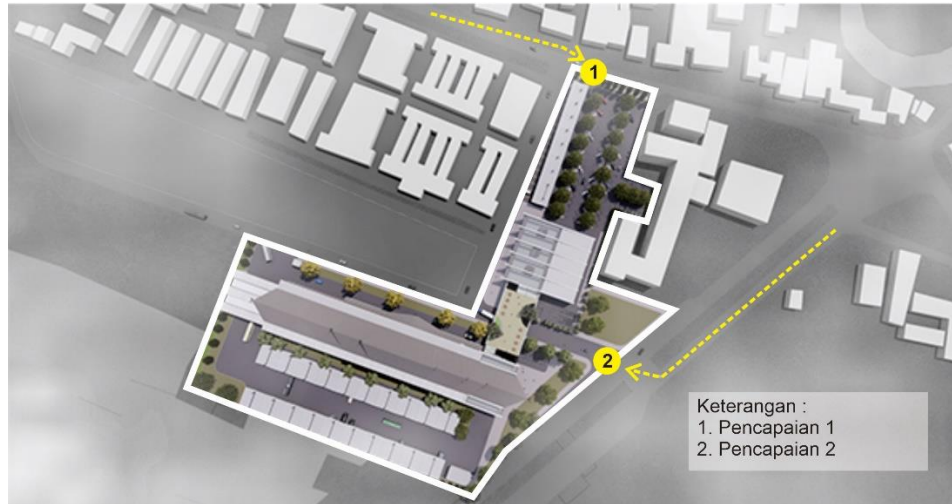 1
2
Keterangan :
1. Pencapaian 1
2. Pencapaian 2